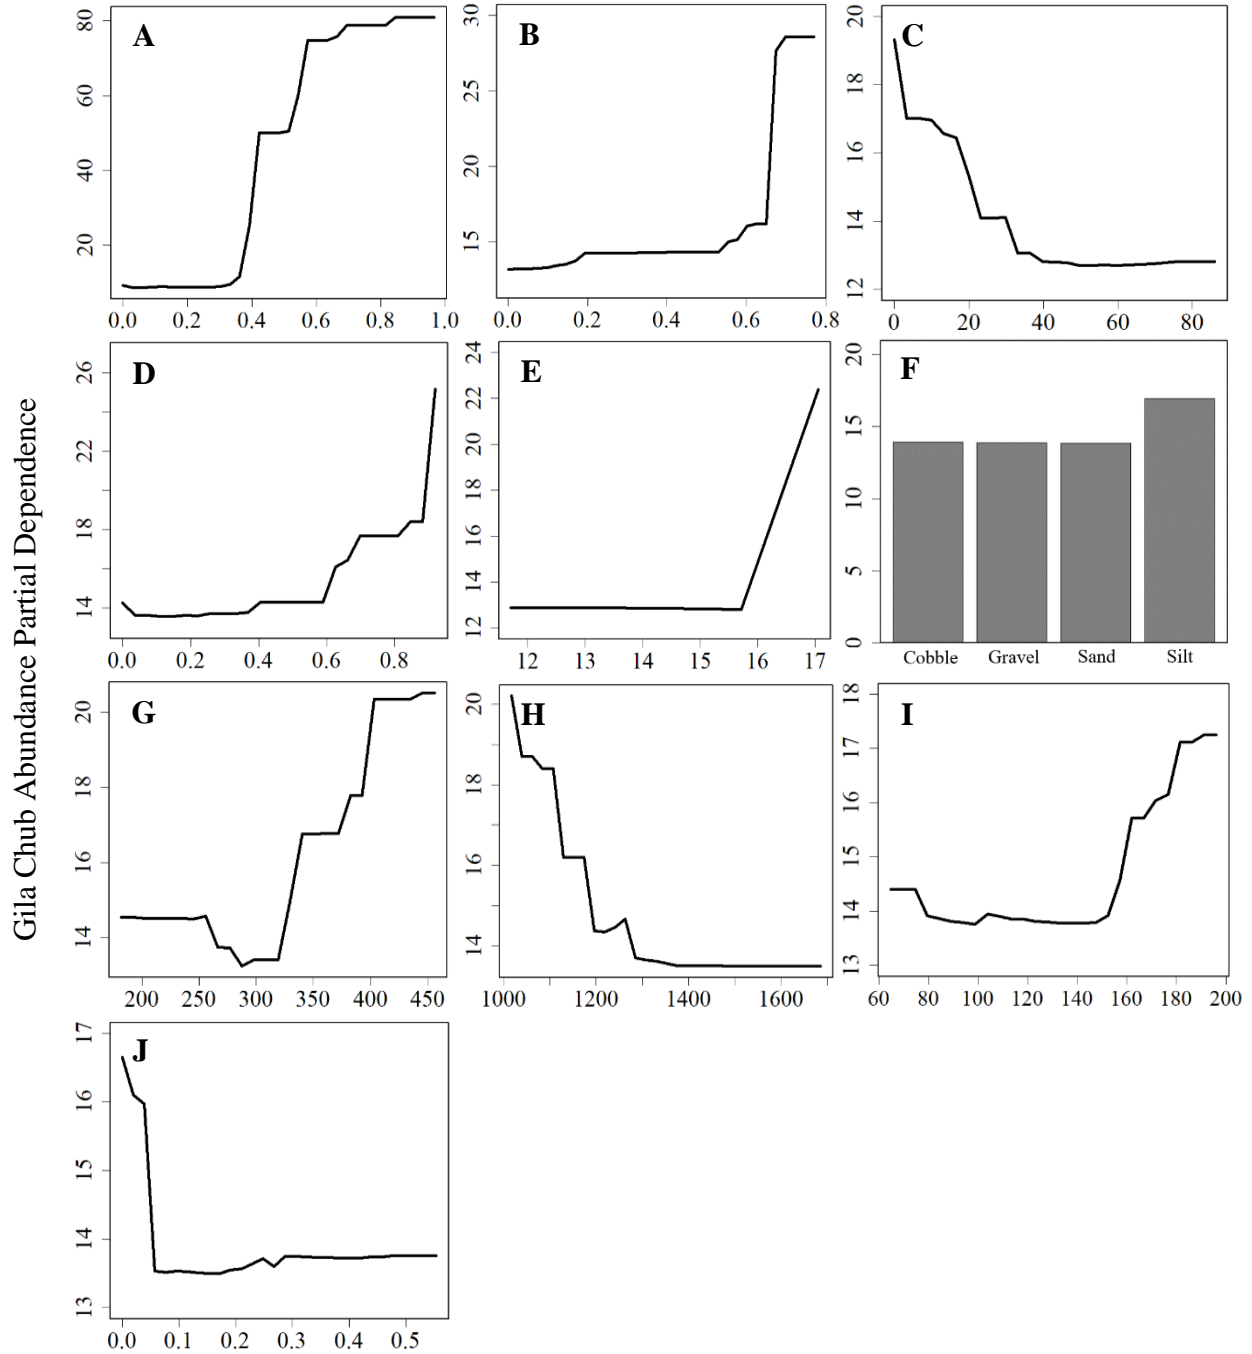 Gila Chub Abundance Partial Dependence
A
80
60
40
20
0.0 0.2 0.4 0.6 0.8 1.0
B
30
25
20
15
0.0 0.2 0.4 0.6 0.8
C
20
18
16
14
12
0 20 40 60 80
D
26
22
18
14
0.0 0.2 0.4 0.6 0.8
E
24
22
20
18
16
14
12
12 13 14 15 16 17
F
20
15
10
5
0
Cobble Gravel Sand Silt
G
20
18
16
14
200 250 300 350 400 450
H
20
18
16
14
1000 1200 1400 1600
I
18
17
16
15
14
13
60 80 100 120 140 160 180 200
J
17
16
15
14
13
0.0 0.1 0.2 0.3 0.4 0.5